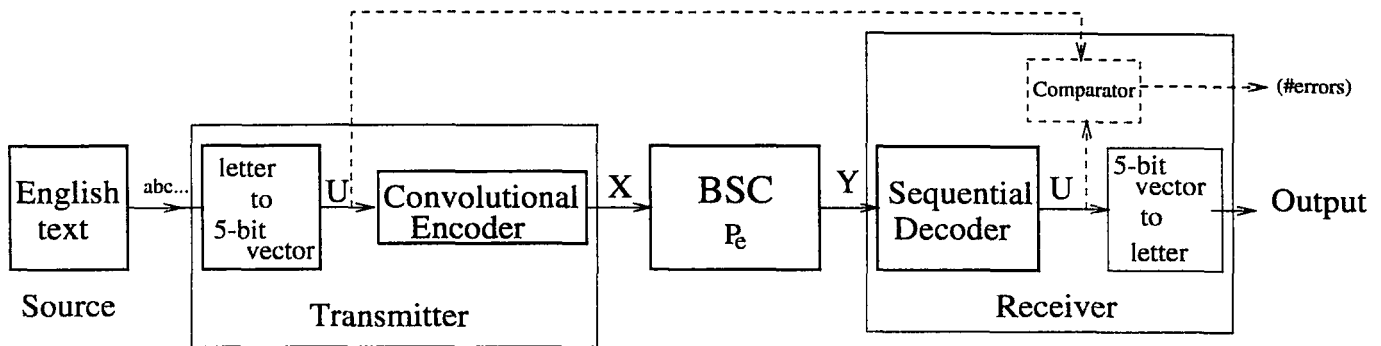 Comparator
(#errors)
English
text
abc...
letter
to
5-bit
vector
U
Convolutional
Encoder
X
BSC
Pe
Y
Sequential
Decoder
U
5-bit
vector
to
letter
Output
Source
Transmitter
Receiver